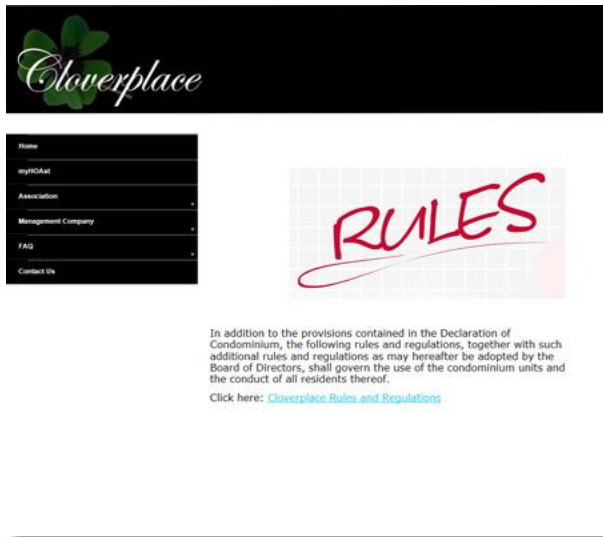 Cloverplace
Home
myHOAst
Association
Management Company
FAQ
Contact Us
RULES
In addition to the provisions contained in the Declaration of
Condominium, the following rules and regulations, together with such
additional rules and regulations as may hereafter be adopted by the
Board of Directors, shall govern the use of the condominium units and
the conduct of all residents thereof.
Click here: Cloverplace Rules and Regulations